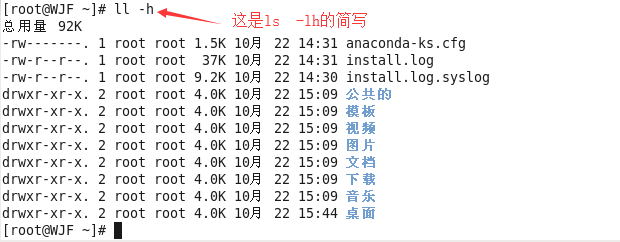 [root@WJF ~]# ll -h 这是ls -lh的简写
总用量 92K
-rw-------. 1 root root 1.5K 10月 22 14:31 anaconda-ks.cfg
-rw-r--r--. 1 root root  37K 10月 22 14:31 install.log
-rw-r--r--. 1 root root 9.2K 10月 22 14:30 install.log.syslog
drwxr-xr-x. 2 root root 4.0K 10月 22 15:09 公共的
drwxr-xr-x. 2 root root 4.0K 10月 22 15:09 模板
drwxr-xr-x. 2 root root 4.0K 10月 22 15:09 视频
drwxr-xr-x. 2 root root 4.0K 10月 22 15:09 图片
drwxr-xr-x. 2 root root 4.0K 10月 22 15:09 文档
drwxr-xr-x. 2 root root 4.0K 10月 22 15:09 下载
drwxr-xr-x. 2 root root 4.0K 10月 22 15:09 音乐
drwxr-xr-x. 2 root root 4.0K 10月 22 15:44 桌面
[root@WJF ~]#